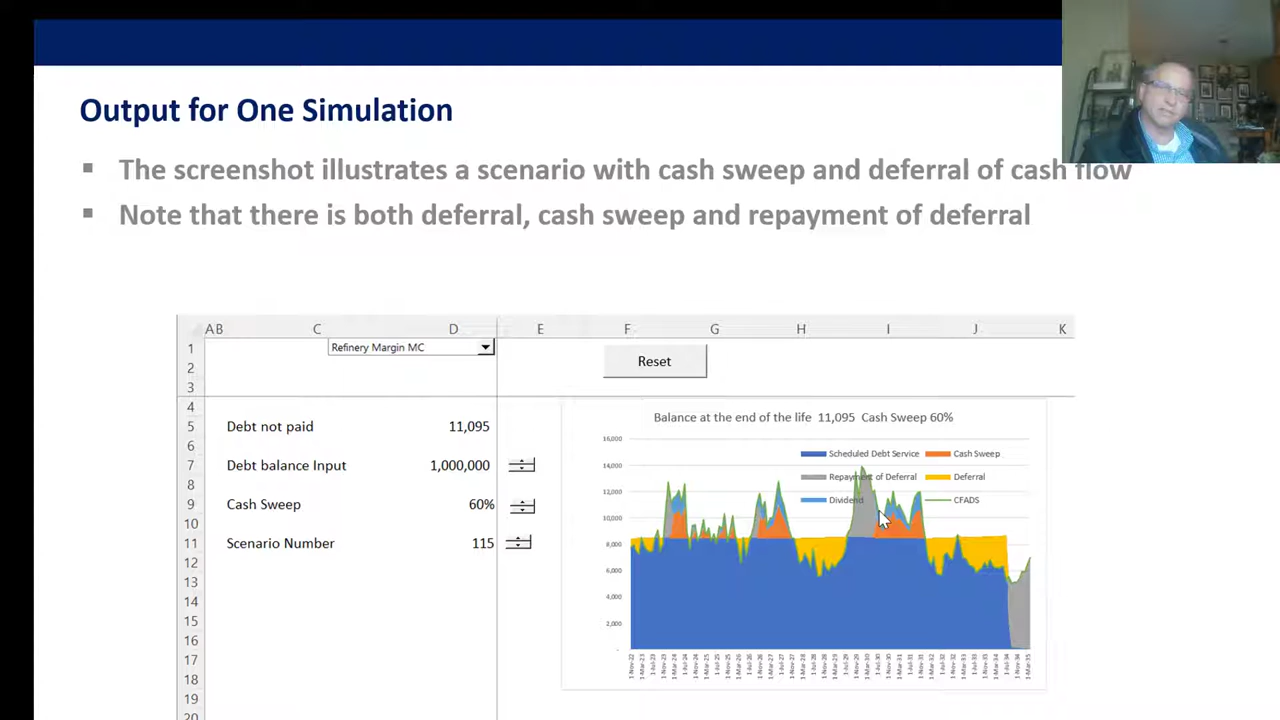 Output for One Simulation
▪ The screenshot illustrates a scenario with cash sweep and deferral of cash flow
▪ Note that there is both deferral, cash sweep and repayment of deferral
AB C D E F G H I J K
1 Refinery Margin MC
Reset
2
3
4
Balance at the end of the life 11,095 Cash Sweep 60%
5 Debt not paid 11,095
6
7 Debt balance Input 1,000,000
8
9 Cash Sweep 60%
10
11 Scenario Number 115
12
13
14
15
16
17
18
19
20
16,000
14,000
12,000
10,000
8,000
6,000
4,000
2,000
-
Scheduled Debt Service Cash Sweep
Repayment of Deferral Deferral
Dividend CFADS